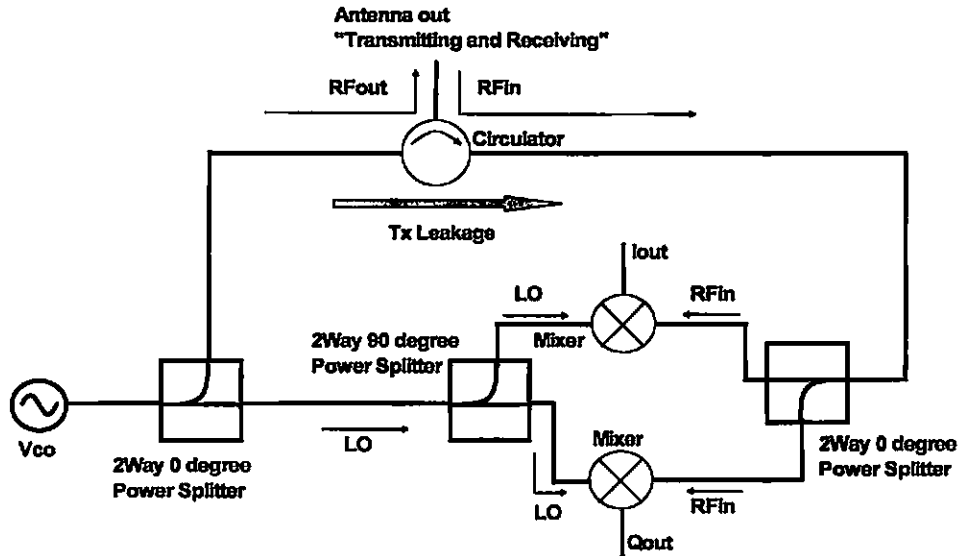 Antenna out
"Transmitting and Receiving"
RFout
RFin
Circulator
Tx Leakage
Iout
LO
RFin
Mixer
2Way 90 degree
Power Splitter
Vco
LO
2Way 0 degree
Power Splitter
Mixer
LO
RFin
2Way 0 degree
Power Splitter
Qout